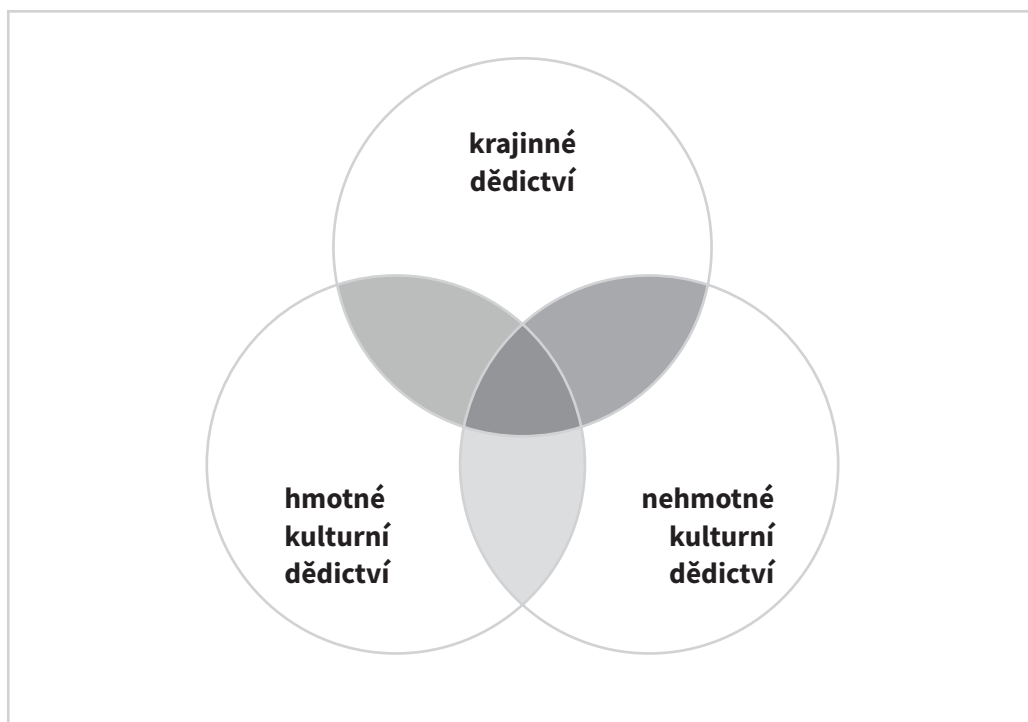 krajinné
dědictví
hmotné
kulturní
dědictví
nehmotné
kulturní
dědictví